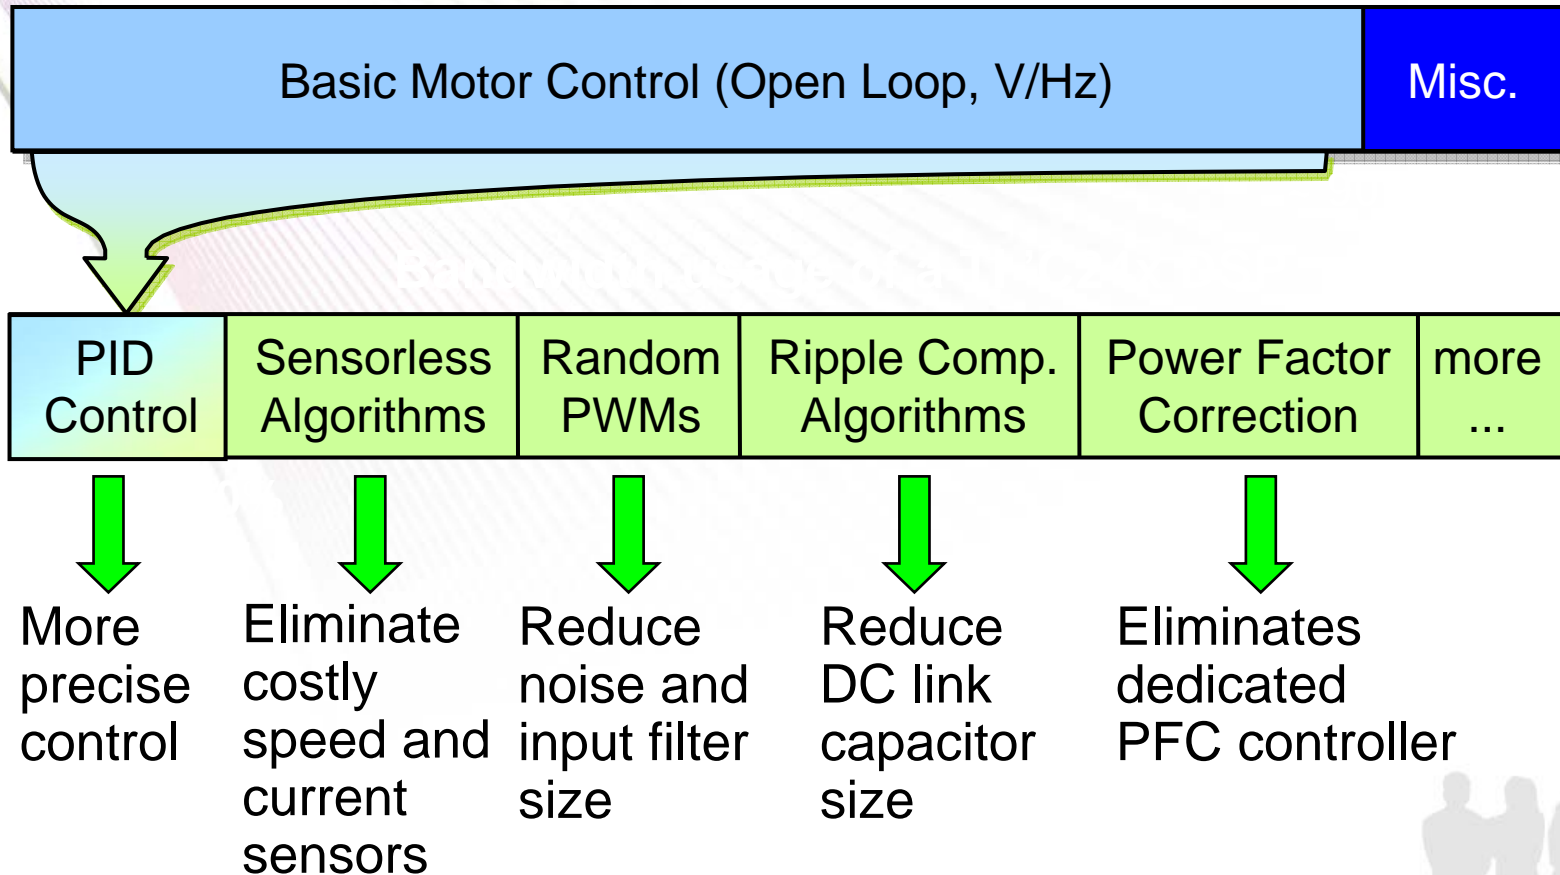 Basic Motor Control (Open Loop, V/Hz)
Misc.
PID
Control
Sensorless
Algorithms
Random
PWMs
Ripple Comp.
Algorithms
Power Factor
Correction
more
...
More
precise
control
Eliminate
costly
speed and
current
sensors
Reduce
noise and
input filter
size
Reduce
DC link
capacitor
size
Eliminates
dedicated
PFC controller